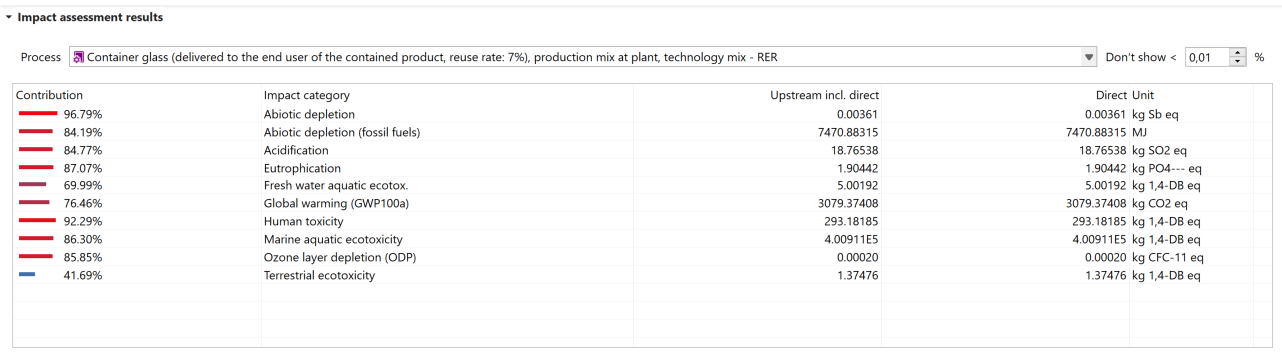 Impact assessment results
Process Container glass (delivered to the end user of the contained product, reuse rate: 7%), production mix at plant, technology mix - RER Don't show < 0,01 %
Contribution Impact category Upstream incl. direct Direct Unit
96.79% Abiotic depletion 0.00361 0.00361 kg Sb eq
84.19% Abiotic depletion (fossil fuels) 7470.88315 7470.88315 MJ
84.77% Acidification 18.76538 18.76538 kg SO2 eq
87.07% Eutrophication 1.90442 1.90442 kg PO4--- eq
69.99% Fresh water aquatic ecotox. 5.00192 5.00192 kg 1,4-DB eq
76.46% Global warming (GWP100a) 3079.37408 3079.37408 kg CO2 eq
92.29% Human toxicity 293.18185 293.18185 kg 1,4-DB eq
86.30% Marine aquatic ecotoxicity 4.00911E5 4.00911E5 kg 1,4-DB eq
85.85% Ozone layer depletion (ODP) 0.00020 0.00020 kg CFC-11 eq
41.69% Terrestrial ecotoxicity 1.37476 1.37476 kg 1,4-DB eq